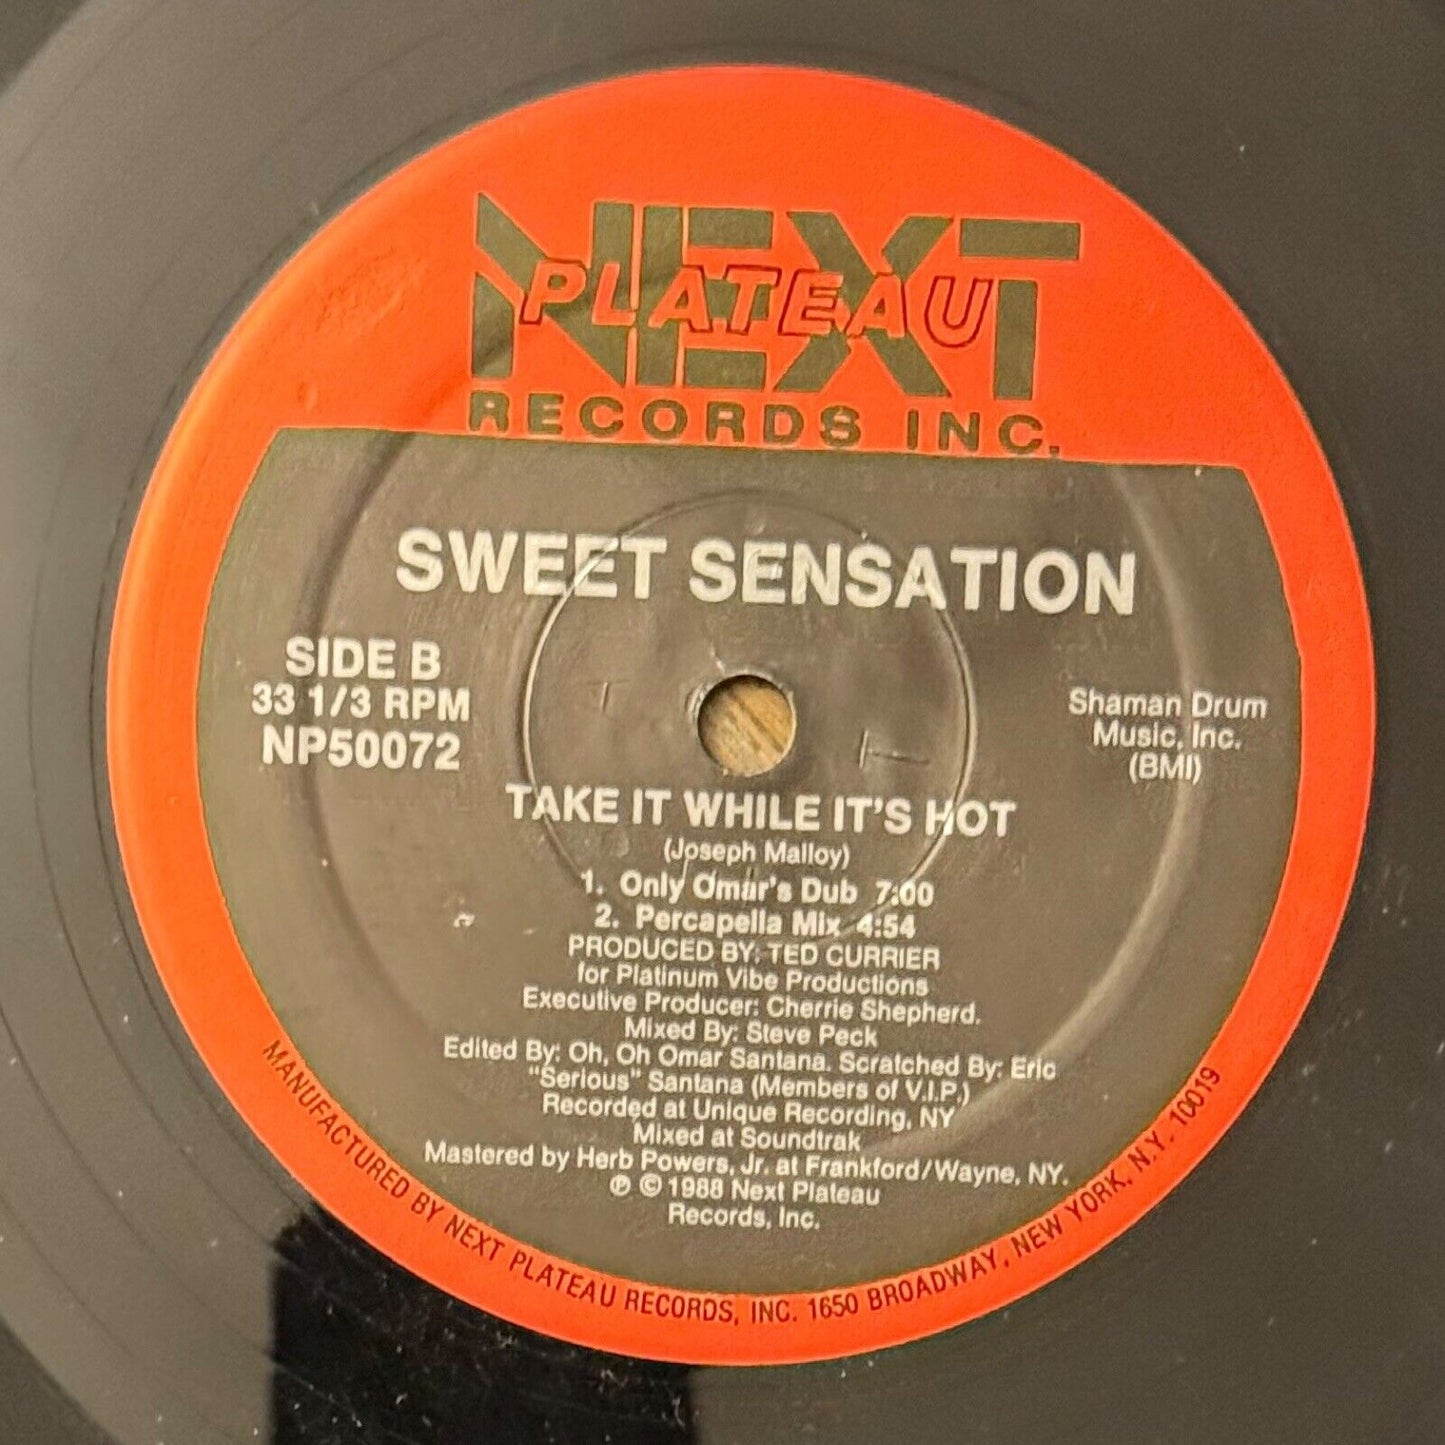 NEXT
PLATEAU
RECORDS INC.
SWEET SENSATION
SIDE B
33 1/3 RPM
NP50072
Shaman Drum
Music, Inc.
(BMI)
TAKE IT WHILE IT'S HOT
(Joseph Malloy)
1. Only Omar's Dub 7:00
2. Percapella Mix 4:54
PRODUCED BY: TED CURRIER
for Platinum Vibe Productions
Executive Producer: Cherrie Shepherd.
Mixed By: Steve Peck
Edited By: Oh, Oh Omar Santana. Scratched By: Eric
"Serious" Santana (Members of V.I.P.)
Recorded at Unique Recording, NY
Mixed at Soundtrak
Mastered by Herb Powers, Jr. at Frankford/Wayne, NY.
℗ © 1988 Next Plateau
Records, Inc.
MANUFACTURED BY NEXT PLATEAU RECORDS, INC. 1650 BROADWAY, NEW YORK, N.Y. 10019